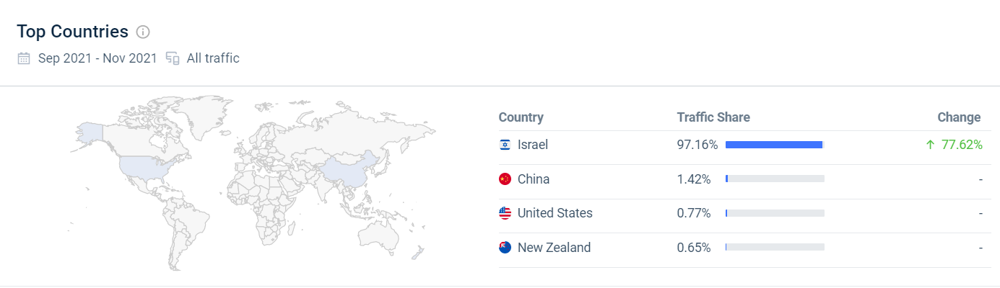 Top Countries
Sep 2021 - Nov 2021 All traffic
Country Traffic Share Change
Israel 97.16% ↑ 77.62%
China 1.42% -
United States 0.77% -
New Zealand 0.65% -